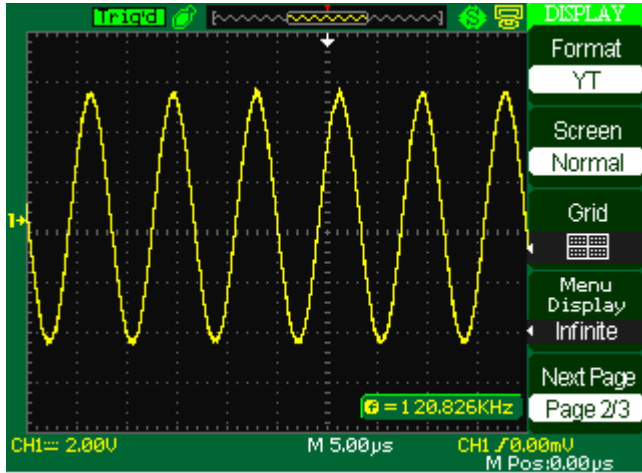 Trig'd
S
DISPLAY
Format
YT
Screen
Normal
Grid
Menu
Display
Infinite
Next Page
Page 2/3
1
f =120.826KHz
CH1 2.00V
M 5.00µs
CH1 0.00mV
M Pos:0.00µs